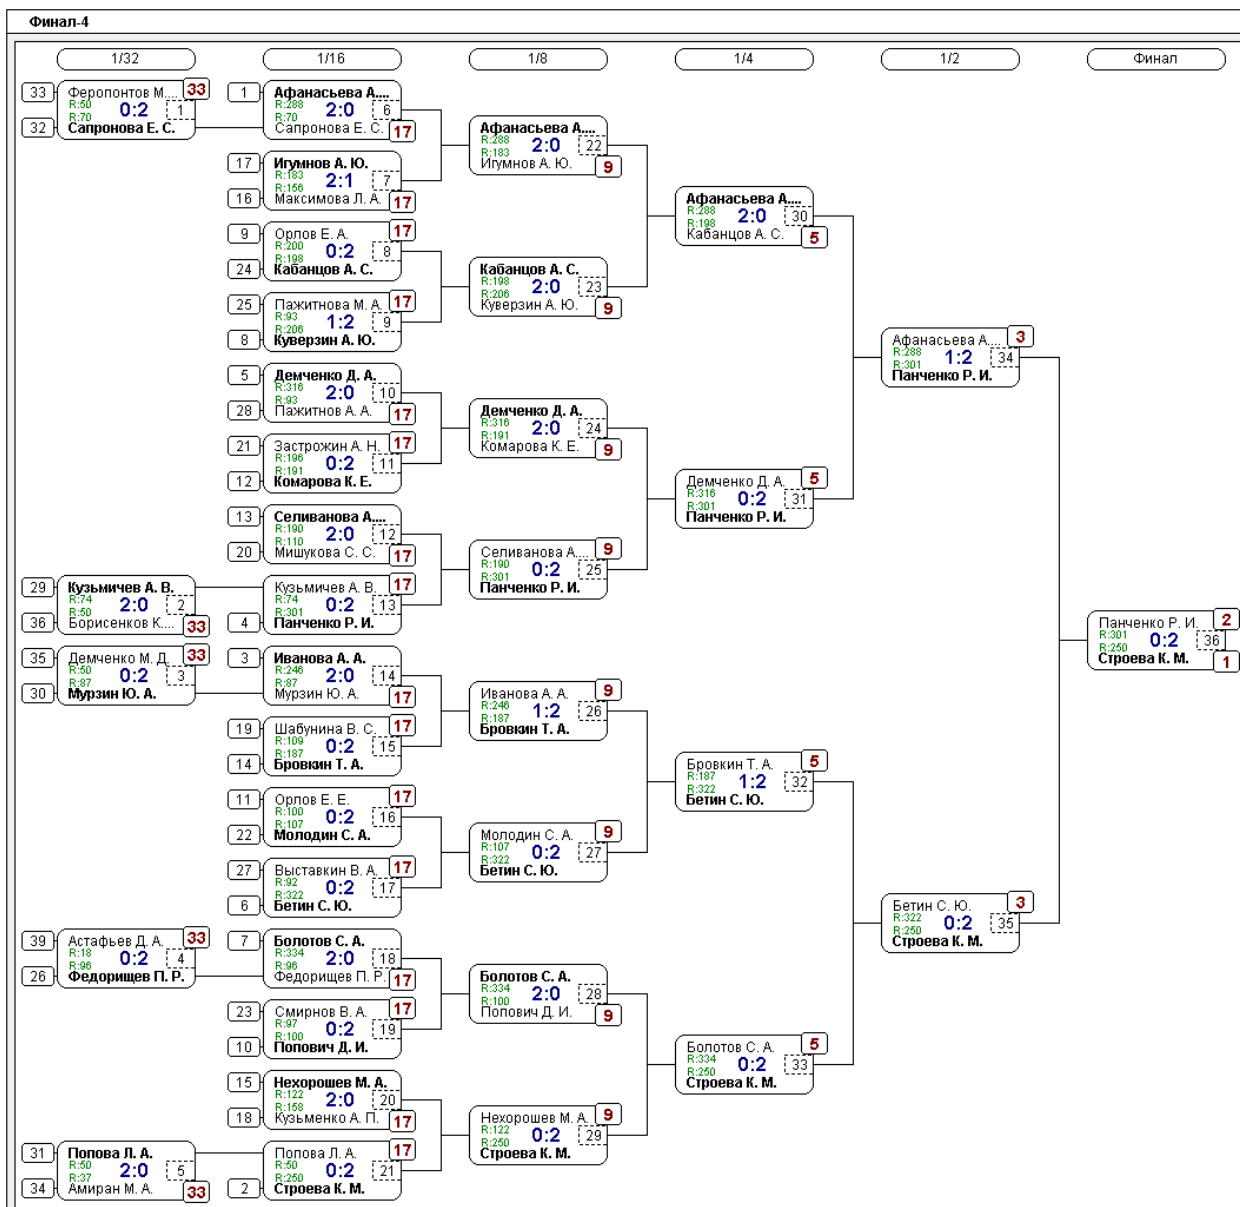 Финал-4
1/32
1/16
1/8
1/4
1/2
Финал
33 Феропонтов М.... 33
R:50 R:70 0:2 1
32 Сапронова Е. С.
29 Кузьмичев А. В.
R:74 R:50 2:0 2
36 Борисенков К.... 33
35 Демченко М. Д. 33
R:50 R:87 0:2 3
30 Мурзин Ю. А.
39 Астафьев Д. А. 33
R:18 R:96 0:2 4
26 Федорищев П. Р.
31 Попова Л. А.
R:50 R:37 2:0 5
34 Амиран М. А. 33
1 Афанасьева А....
R:288 R:70 2:0 6
Сапронова Е. С. 17
17 Игумнов А. Ю.
R:183 R:156 2:1 7
16 Максимова Л. А. 17
9 Орлов Е. А. 17
R:200 R:198 0:2 8
24 Кабанцов А. С.
25 Пажитнова М. А. 17
R:93 R:206 1:2 9
8 Куверзин А. Ю.
5 Демченко Д. А.
R:316 R:93 2:0 10
28 Пажитнов А. А. 17
21 Застрожин А. Н. 17
R:196 R:191 0:2 11
12 Комарова К. Е.
13 Селиванова А....
R:190 R:110 2:0 12
20 Мишукова С. С. 17
Кузьмичев А. В. 17
R:74 R:301 0:2 13
4 Панченко Р. И.
3 Иванова А. А.
R:246 R:87 2:0 14
Мурзин Ю. А. 17
19 Шабунина В. С. 17
R:109 R:187 0:2 15
14 Бровкин Т. А.
11 Орлов Е. Е. 17
R:100 R:107 0:2 16
22 Молодин С. А.
27 Выставкин В. А. 17
R:92 R:322 0:2 17
6 Бетин С. Ю.
7 Болотов С. А.
R:334 R:96 2:0 18
Федорищев П. Р. 17
23 Смирнов В. А. 17
R:97 R:100 0:2 19
10 Попович Д. И.
15 Нехорошев М. А.
R:122 R:158 2:0 20
18 Кузьменко А. П. 17
Попова Л. А. 17
R:50 R:250 0:2 21
2 Строева К. М.
Афанасьева А....
R:288 R:183 2:0 22
Игумнов А. Ю. 9
Кабанцов А. С.
R:198 R:206 2:0 23
Куверзин А. Ю. 9
Демченко Д. А.
R:316 R:191 2:0 24
Комарова К. Е. 9
Селиванова А.... 9
R:190 R:301 0:2 25
Панченко Р. И.
Иванова А. А. 9
R:246 R:187 1:2 26
Бровкин Т. А.
Молодин С. А. 9
R:107 R:322 0:2 27
Бетин С. Ю.
Болотов С. А.
R:334 R:100 2:0 28
Попович Д. И. 9
Нехорошев М. А. 9
R:122 R:250 0:2 29
Строева К. М.
Афанасьева А....
R:288 R:198 2:0 30
Кабанцов А. С. 5
Демченко Д. А. 5
R:316 R:301 0:2 31
Панченко Р. И.
Бровкин Т. А. 5
R:187 R:322 1:2 32
Бетин С. Ю.
Болотов С. А. 5
R:334 R:250 0:2 33
Строева К. М.
Афанасьева А.... 3
R:288 R:301 1:2 34
Панченко Р. И.
Бетин С. Ю. 3
R:322 R:250 0:2 35
Строева К. М.
Панченко Р. И. 2
R:301 R:250 0:2 36
Строева К. М. 1